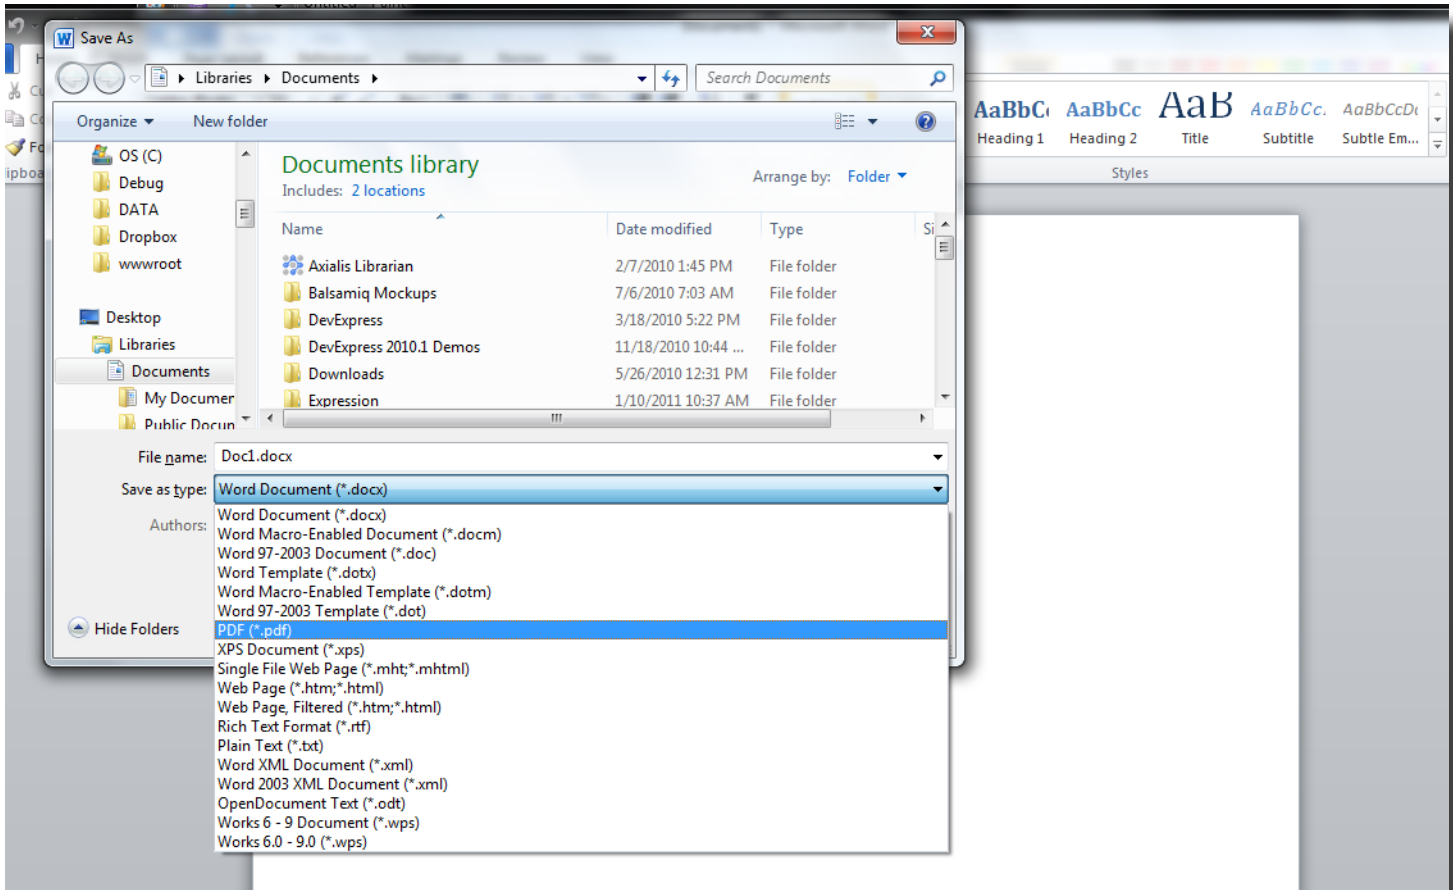 Save As
Libraries Documents
Search Documents
Organize New folder
OS (C)
Debug
DATA
Dropbox
wwwroot
Desktop
Libraries
Documents
My Documen
Public Docun
Documents library
Includes: 2 locations
Arrange by: Folder
Name Date modified Type Si
Axialis Librarian 2/7/2010 1:45 PM File folder
Balsamiq Mockups 7/6/2010 7:03 AM File folder
DevExpress 3/18/2010 5:22 PM File folder
DevExpress 2010.1 Demos 11/18/2010 10:44 ... File folder
Downloads 5/26/2010 12:31 PM File folder
Expression 1/10/2011 10:37 AM File folder
File name: Doc1.docx
Save as type: Word Document (*.docx)
Authors:
Word Document (*.docx)
Word Macro-Enabled Document (*.docm)
Word 97-2003 Document (*.doc)
Word Template (*.dotx)
Word Macro-Enabled Template (*.dotm)
Word 97-2003 Template (*.dot)
PDF (*.pdf)
XPS Document (*.xps)
Single File Web Page (*.mht;*.mhtml)
Web Page (*.htm;*.html)
Web Page, Filtered (*.htm;*.html)
Rich Text Format (*.rtf)
Plain Text (*.txt)
Word XML Document (*.xml)
Word 2003 XML Document (*.xml)
OpenDocument Text (*.odt)
Works 6 - 9 Document (*.wps)
Works 6.0 - 9.0 (*.wps)
Hide Folders
AaBbC AaBbCc AaB AaBbCc. AaBbCcDc
Heading 1 Heading 2 Title Subtitle Subtle Em...
Styles